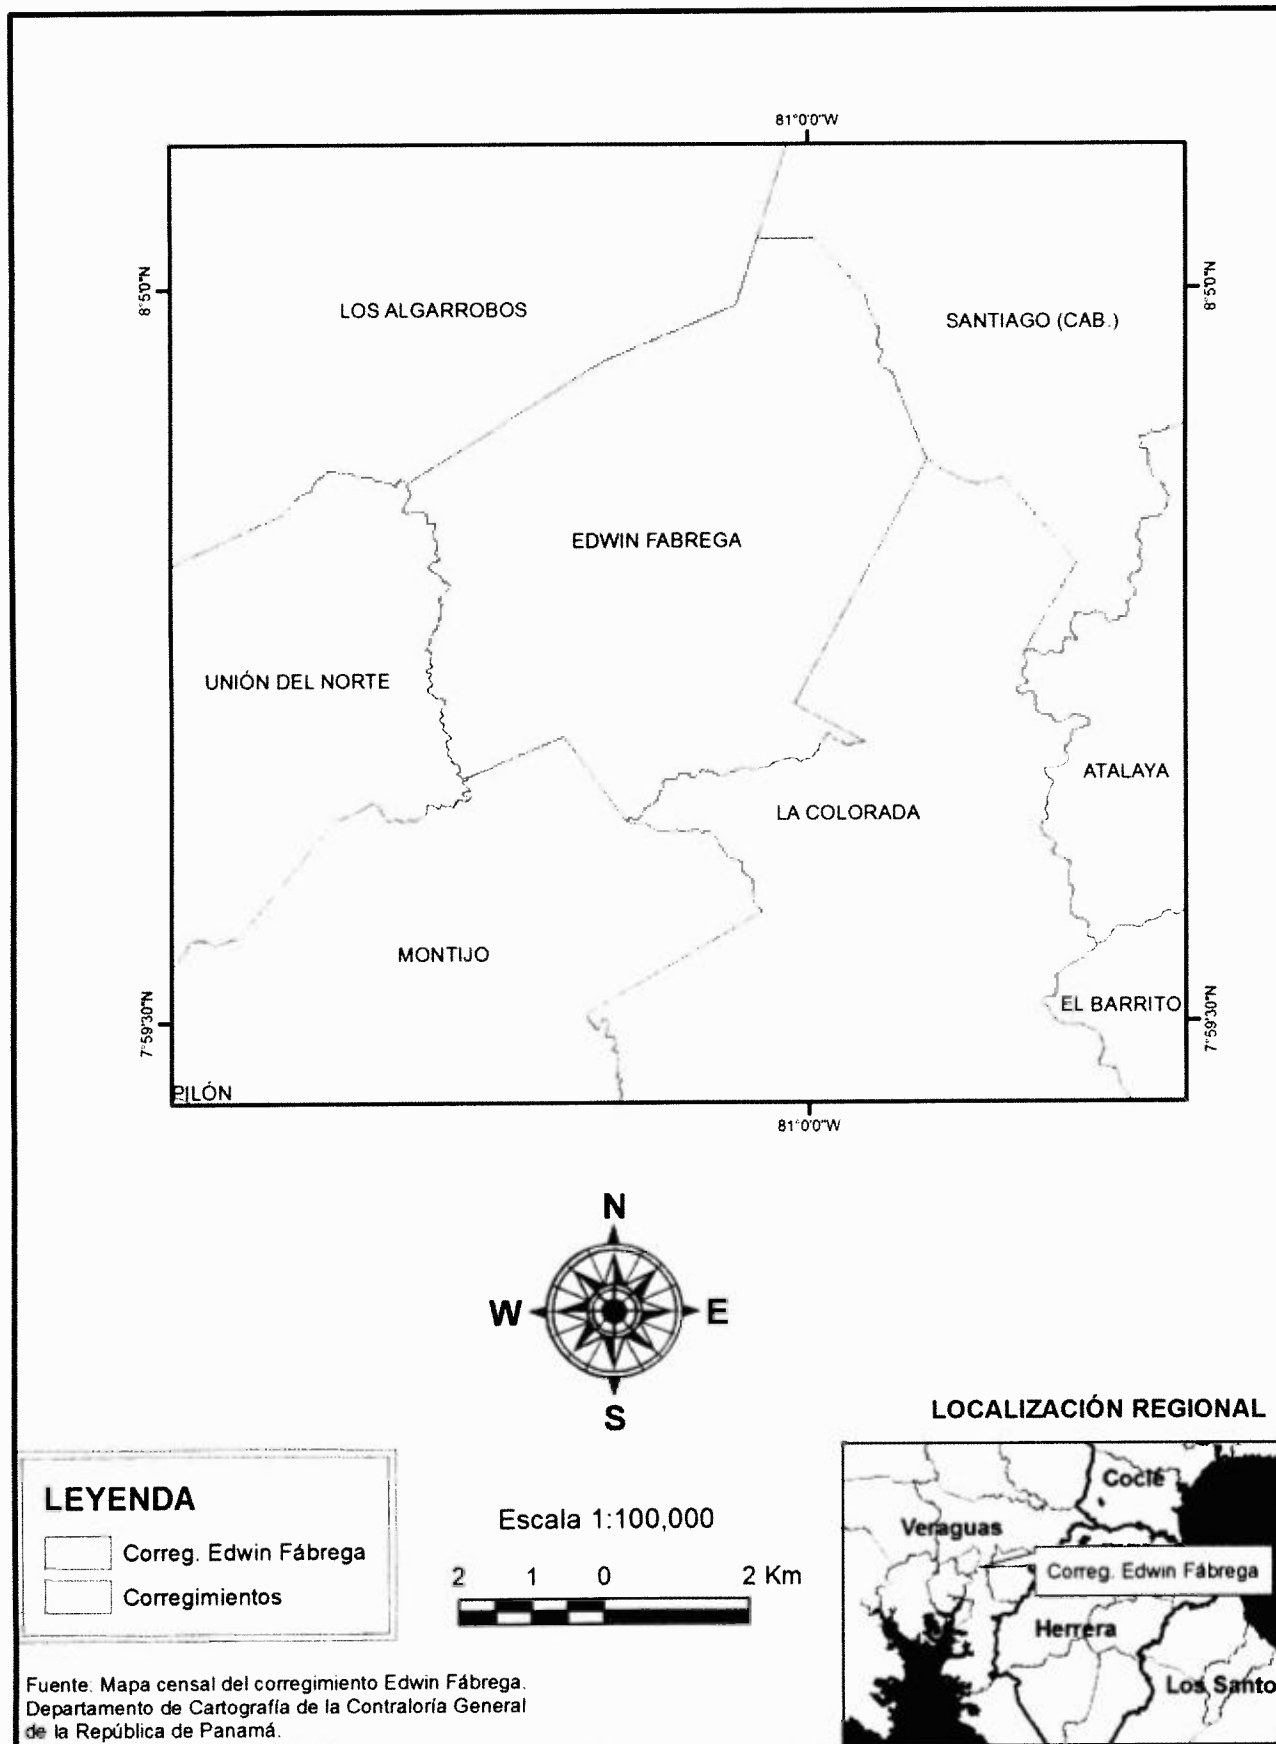 81°0'0"W
8°5'0"N
8°5'0"N
LOS ALGARROBOS
SANTIAGO (CAB.)
EDWIN FABREGA
UNIÓN DEL NORTE
ATALAYA
LA COLORADA
MONTIJO
EL BARRITO
7°59'30"N
7°59'30"N
PILÓN
81°0'0"W
N
W
E
S
LOCALIZACIÓN REGIONAL
LEYENDA
Correg. Edwin Fábrega
Corregimientos
Escala 1:100,000
2 1 0 2 Km
Coclé
Veraguas
Correg. Edwin Fábrega
Herrera
Los Santo
Fuente: Mapa censal del corregimiento Edwin Fábrega.
Departamento de Cartografía de la Contraloría General
de la República de Panamá.